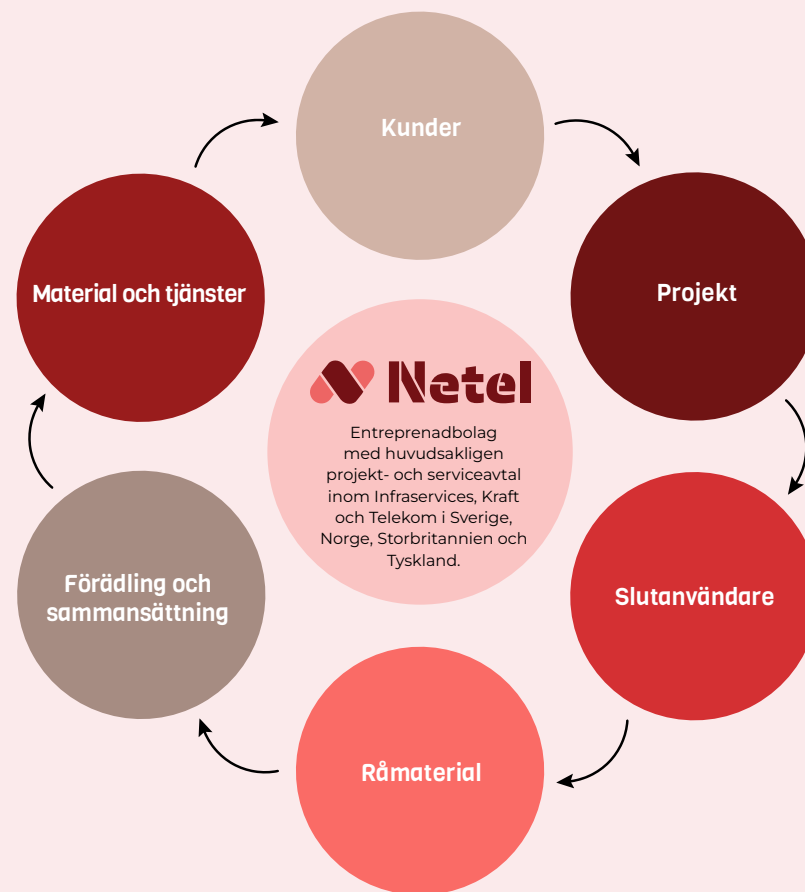 Kunder
Projekt
Material och tjänster
Netel
Entreprenadbolag
med huvudsakligen
projekt- och serviceavtal
inom Infraservices, Kraft
och Telekom i Sverige,
Norge, Storbritannien och
Tyskland.
Förädling och
sammansättning
Slutanvändare
Råmaterial